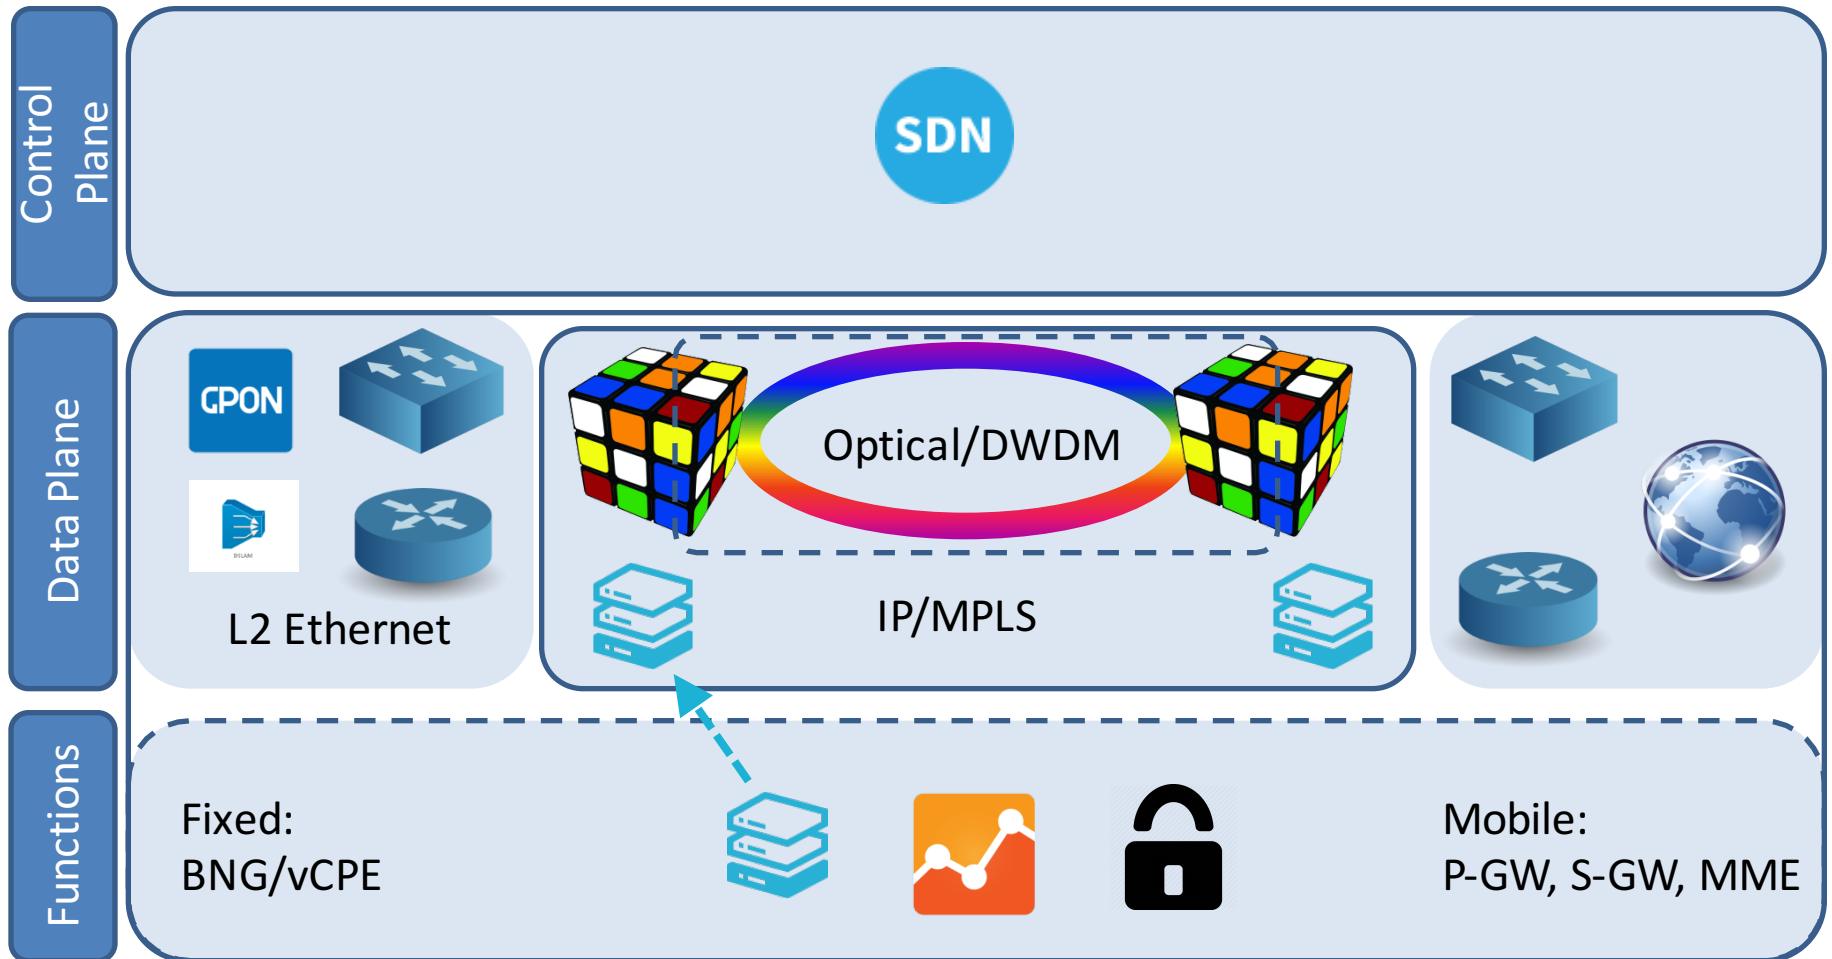 Control
Plane
SDN
Data Plane
GPON
DSLAM
L2 Ethernet
Optical/DWDM
IP/MPLS
Functions
Fixed:
BNG/vCPE
Mobile:
P-GW, S-GW, MME